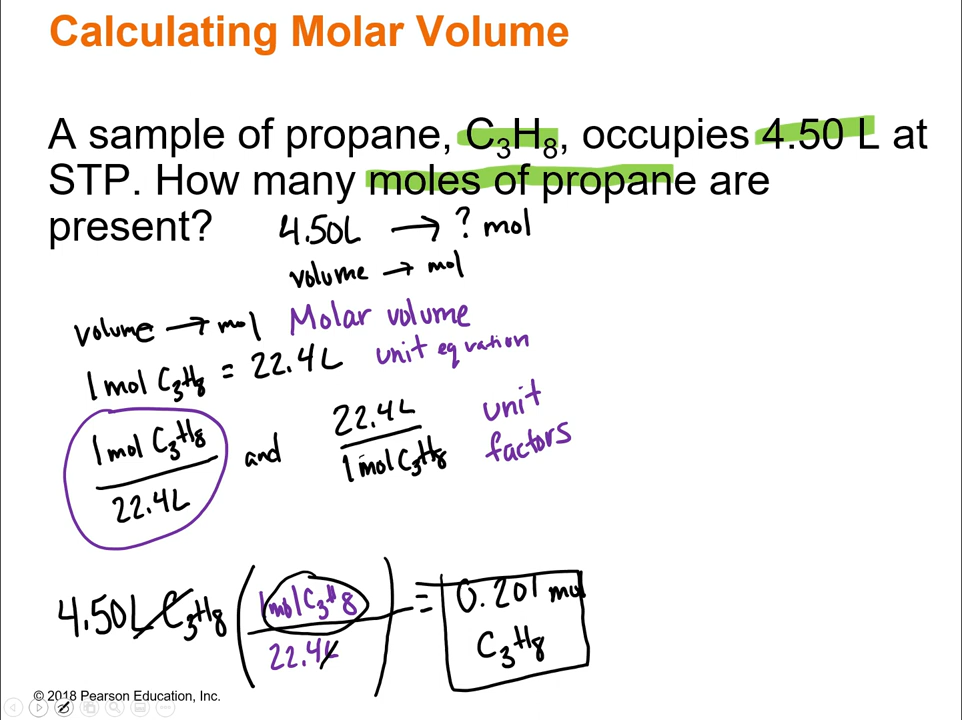 Calculating Molar Volume
A sample of propane, C₃H₈, occupies 4.50 L at
STP. How many moles of propane are
present?
4.50L → ? mol
volume → mol
volume → mol
Molar volume
1 mol C₃H₈ = 22.4L
unit equation
1 mol C₃H₈
22.4L
and
22.4L
1 mol C₃H₈
unit
factors
4.50L C₃H₈ (1 mol C₃H₈ / 22.4L) = 0.201 mol
C₃H₈
© 2018 Pearson Education, Inc.